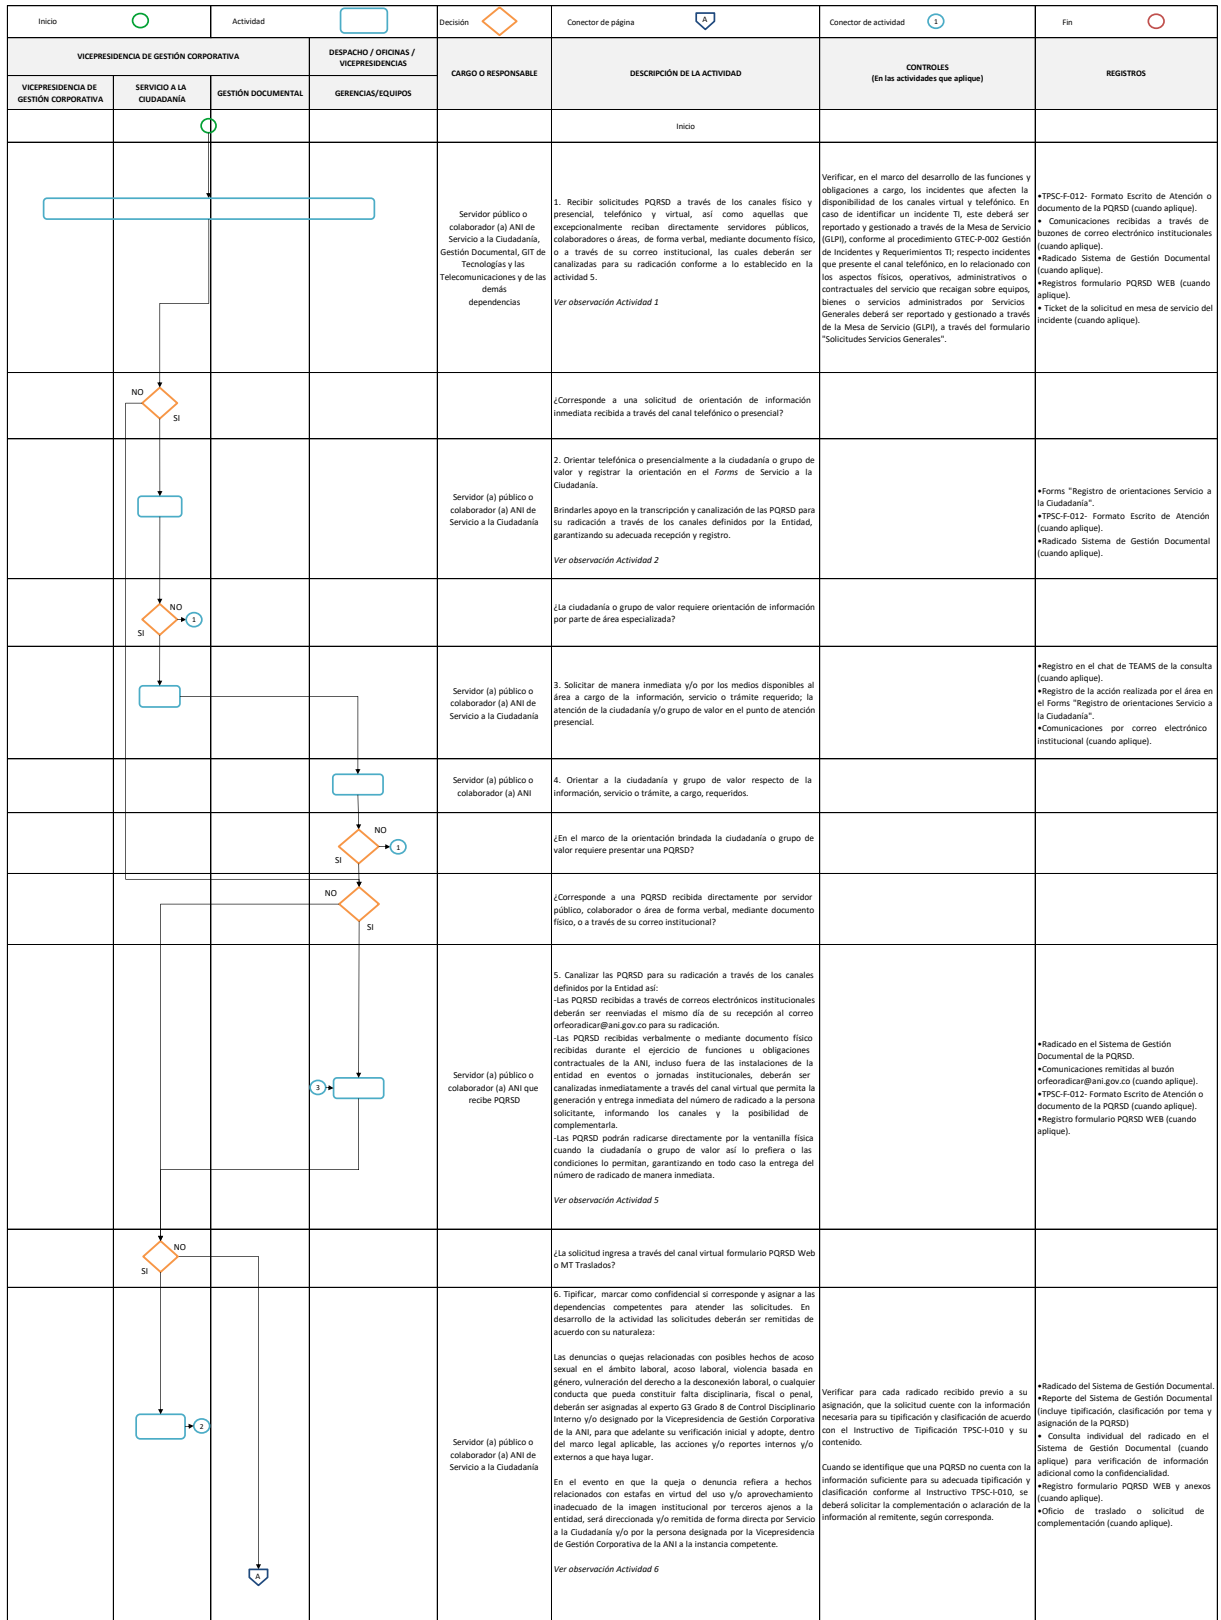 Inicio
Actividad
Decisión
Conector de página
A
Conector de actividad
1
Fin
VICEPRESIDENCIA DE GESTIÓN CORPORATIVA
DESPACHO / OFICINAS /
VICEPRESIDENCIAS
CARGO O RESPONSABLE
DESCRIPCIÓN DE LA ACTIVIDAD
CONTROLES
(En las actividades que aplique)
REGISTROS
VICEPRESIDENCIA DE
GESTIÓN CORPORATIVA
SERVICIO A LA
CIUDADANÍA
GESTIÓN DOCUMENTAL
GERENCIAS/EQUIPOS
Inicio
Servidor público o
colaborador (a) ANI de
Servicio a la Ciudadanía,
Gestión Documental, GIT de
Tecnologías y las
Telecomunicaciones y de las
demás
dependencias
1. Recibir solicitudes PQRSD a través de los canales físico y
presencial, telefónico y virtual, así como aquellas que
excepcionalmente reciban directamente servidores públicos,
colaboradores o áreas, de forma verbal, mediante documento físico,
o a través de su correo institucional, las cuales deberán ser
canalizadas para su radicación conforme a lo establecido en la
actividad 5.
Ver observación Actividad 1
Verificar, en el marco del desarrollo de las funciones y
obligaciones a cargo, los incidentes que afecten la
disponibilidad de los canales virtual y telefónico. En
caso de identificar un incidente TI, este deberá ser
reportado y gestionado a través de la Mesa de Servicio
(GLPI), conforme al procedimiento GTEC-P-002 Gestión
de Incidentes y Requerimientos TI; respecto incidentes
que presente el canal telefónico, en lo relacionado con
los aspectos físicos, operativos, administrativos o
contractuales del servicio que recaigan sobre equipos,
bienes o servicios administrados por Servicios
Generales deberá ser reportado y gestionado a través
de la Mesa de Servicio (GLPI), a través del formulario
"Solicitudes Servicios Generales".
•TPSC-F-012- Formato Escrito de Atención o
documento de la PQRSD (cuando aplique).
• Comunicaciones recibidas a través de
buzones de correo electrónico institucionales
(cuando aplique).
•Radicado Sistema de Gestión Documental
(cuando aplique).
•Registros formulario PQRSD WEB (cuando
aplique).
• Ticket de la solicitud en mesa de servicio del
incidente (cuando aplique).
NO
SI
¿Corresponde a una solicitud de orientación de información
inmediata recibida a través del canal telefónico o presencial?
Servidor (a) público o
colaborador (a) ANI de
Servicio a la Ciudadanía
2. Orientar telefónica o presencialmente a la ciudadanía o grupo de
valor y registrar la orientación en el Forms de Servicio a la
Ciudadanía.
Brindarles apoyo en la transcripción y canalización de las PQRSD para
su radicación a través de los canales definidos por la Entidad,
garantizando su adecuada recepción y registro.
Ver observación Actividad 2
•Forms "Registro de orientaciones Servicio a
la Ciudadanía".
•TPSC-F-012- Formato Escrito de Atención
(cuando aplique).
•Radicado Sistema de Gestión Documental
(cuando aplique).
NO
1
SI
¿La ciudadanía o grupo de valor requiere orientación de información
por parte de área especializada?
Servidor (a) público o
colaborador (a) ANI de
Servicio a la Ciudadanía
3. Solicitar de manera inmediata y/o por los medios disponibles al
área a cargo de la información, servicio o trámite requerido; la
atención de la ciudadanía y/o grupo de valor en el punto de atención
presencial.
•Registro en el chat de TEAMS de la consulta
(cuando aplique).
•Registro de la acción realizada por el área en
el Forms "Registro de orientaciones Servicio a
la Ciudadanía".
•Comunicaciones por correo electrónico
institucional (cuando aplique).
Servidor (a) público o
colaborador (a) ANI
4. Orientar a la ciudadanía y grupo de valor respecto de la
información, servicio o trámite, a cargo, requeridos.
NO
1
SI
¿En el marco de la orientación brindada la ciudadanía o grupo de
valor requiere presentar una PQRSD?
NO
SI
¿Corresponde a una PQRSD recibida directamente por servidor
público, colaborador o área de forma verbal, mediante documento
físico, o a través de su correo institucional?
3
Servidor (a) público o
colaborador (a) ANI que
recibe PQRSD
5. Canalizar las PQRSD para su radicación a través de los canales
definidos por la Entidad así:
-Las PQRSD recibidas a través de correos electrónicos institucionales
deberán ser reenviadas el mismo día de su recepción al correo
orfeoradicar@ani.gov.co para su radicación.
-Las PQRSD recibidas verbalmente o mediante documento físico
recibidas durante el ejercicio de funciones u obligaciones
contractuales de la ANI, incluso fuera de las instalaciones de la
entidad en eventos o jornadas institucionales, deberán ser
canalizadas inmediatamente a través del canal virtual que permita la
generación y entrega inmediata del número de radicado a la persona
solicitante, informando los canales y la posibilidad de
complementarla.
-Las PQRSD podrán radicarse directamente por la ventanilla física
cuando la ciudadanía o grupo de valor así lo prefiera o las
condiciones lo permitan, garantizando en todo caso la entrega del
número de radicado de manera inmediata.
Ver observación Actividad 5
•Radicado en el Sistema de Gestión
Documental de la PQRSD.
•Comunicaciones remitidas al buzón
orfeoradicar@ani.gov.co (cuando aplique).
•TPSC-F-012- Formato Escrito de Atención o
documento de la PQRSD (cuando aplique).
•Registro formulario PQRSD WEB (cuando
aplique).
NO
SI
¿La solicitud ingresa a través del canal virtual formulario PQRSD Web
o MT Traslados?
2
A
Servidor (a) público o
colaborador (a) ANI de
Servicio a la Ciudadanía
6. Tipificar, marcar como confidencial si corresponde y asignar a las
dependencias competentes para atender las solicitudes. En
desarrollo de la actividad las solicitudes deberán ser remitidas de
acuerdo con su naturaleza:
Las denuncias o quejas relacionadas con posibles hechos de acoso
sexual en el ámbito laboral, acoso laboral, violencia basada en
género, vulneración del derecho a la desconexión laboral, o cualquier
conducta que pueda constituir falta disciplinaria, fiscal o penal,
deberán ser asignadas al experto G3 Grado 8 de Control Disciplinario
Interno y/o designado por la Vicepresidencia de Gestión Corporativa
de la ANI, para que adelante su verificación inicial y adopte, dentro
del marco legal aplicable, las acciones y/o reportes internos y/o
externos a que haya lugar.
En el evento en que la queja o denuncia refiera a hechos
relacionados con estafas en virtud del uso y/o aprovechamiento
inadecuado de la imagen institucional por terceros ajenos a la
entidad, será direccionada y/o remitida de forma directa por Servicio
a la Ciudadanía y/o por la persona designada por la Vicepresidencia
de Gestión Corporativa de la ANI a la instancia competente.
Ver observación Actividad 6
Verificar para cada radicado recibido previo a su
asignación, que la solicitud cuente con la información
necesaria para su tipificación y clasificación de acuerdo
con el Instructivo de Tipificación TPSC-I-010 y su
contenido.
Cuando se identifique que una PQRSD no cuenta con la
información suficiente para su adecuada tipificación y
clasificación conforme al Instructivo TPSC-I-010, se
deberá solicitar la complementación o aclaración de la
información al remitente, según corresponda.
•Radicado del Sistema de Gestión Documental.
•Reporte del Sistema de Gestión Documental
(incluye tipificación, clasificación por tema y
asignación de la PQRSD)
• Consulta individual del radicado en el
Sistema de Gestión Documental (cuando
aplique) para verificación de información
adicional como la confidencialidad.
•Registro formulario PQRSD WEB y anexos
(cuando aplique).
•Oficio de traslado o solicitud de
complementación (cuando aplique).